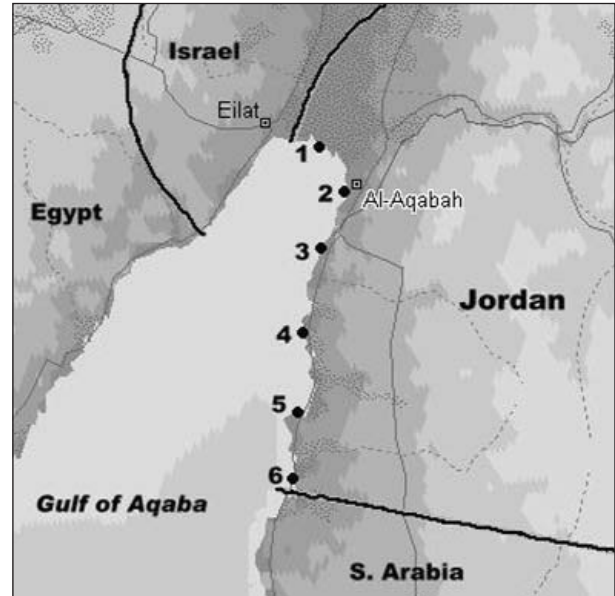 Israel
Eilat
1
2
Al-Aqabah
Egypt
3
Jordan
4
5
6
Gulf of Aqaba
S. Arabia